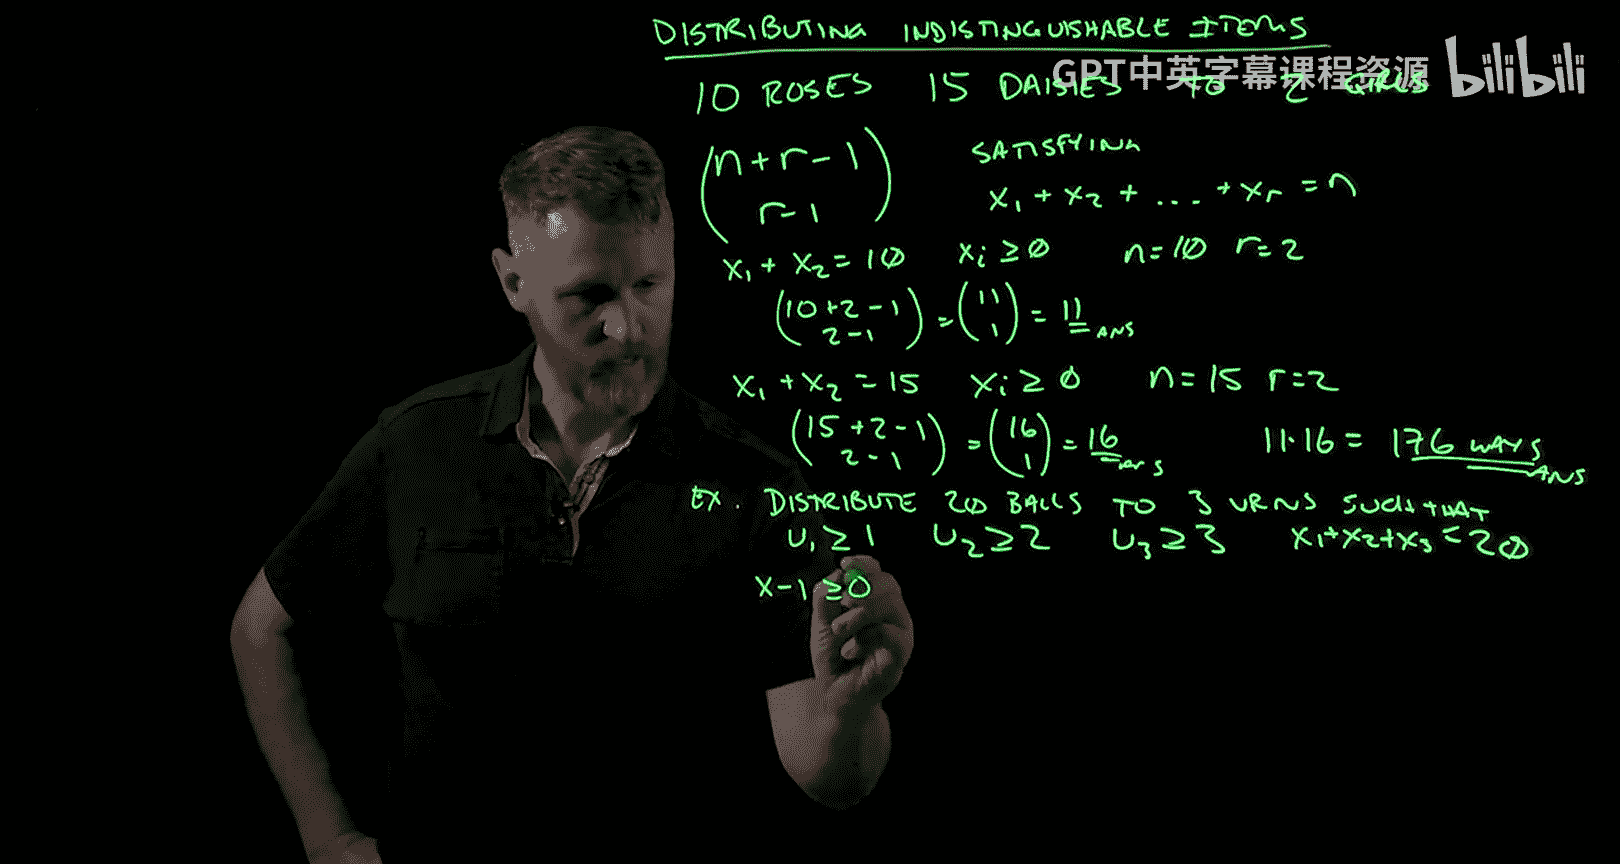 DISTRIBUTING INDISTINGUISHABLE ITEMS
GPT中英字幕课程资源 bilibili
10 ROSES 15 DAISIES TO 2 GIRLS
(n+r-1 r-1) SATISFYING
x₁ + x₂ + ... + xᵣ = n
x₁ + x₂ = 10 xᵢ ≥ 0 n=10 r=2
(10+2-1 2-1) = (11 1) = 11 ANS
x₁ + x₂ = 15 xᵢ ≥ 0 n=15 r=2
(15+2-1 2-1) = (16 1) = 16 ans 11·16 = 176 WAYS ANS
EX. DISTRIBUTE 20 BALLS TO 3 URNS SUCH THAT
U₁ ≥ 1 U₂ ≥ 2 U₃ ≥ 3 x₁+x₂+x₃ = 20
x-1 ≥ 0